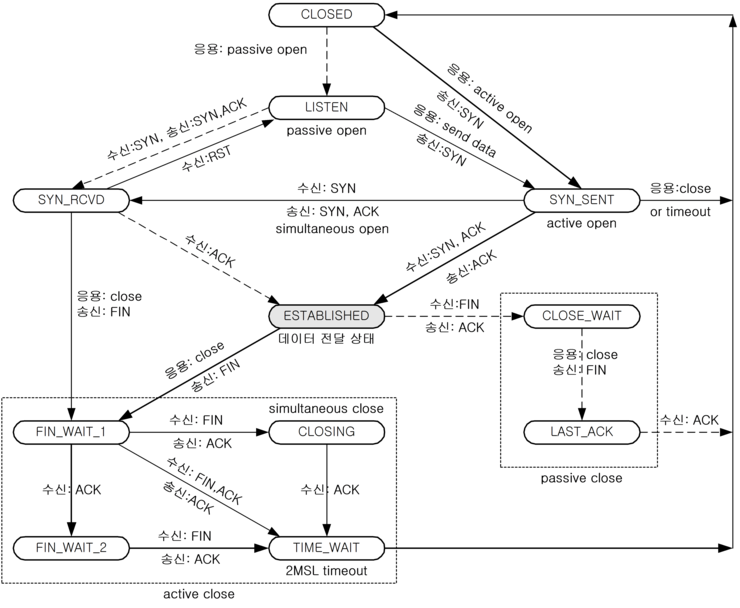 CLOSED
응용: passive open
응용: active open
송신:SYN
LISTEN
passive open
수신:SYN, 송신:SYN,ACK
수신:RST
응용: send data
송신:SYN
SYN_RCVD
수신: SYN
송신: SYN, ACK
simultaneous open
SYN_SENT
active open
응용:close
or timeout
수신:ACK
수신:SYN, ACK
송신:ACK
응용: close
송신: FIN
ESTABLISHED
데이터 전달 상태
수신:FIN
송신: ACK
CLOSE_WAIT
응용: close
송신: FIN
응용: close
송신: FIN
LAST_ACK
수신: ACK
passive close
simultaneous close
FIN_WAIT_1
수신: FIN
송신: ACK
CLOSING
수신: ACK
수신: FIN,ACK
송신:ACK
수신: ACK
FIN_WAIT_2
수신: FIN
송신: ACK
TIME_WAIT
2MSL timeout
active close